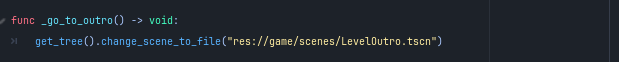 func _go_to_outro() -> void:
get_tree().change_scene_to_file("res://game/scenes/LevelOutro.tscn")